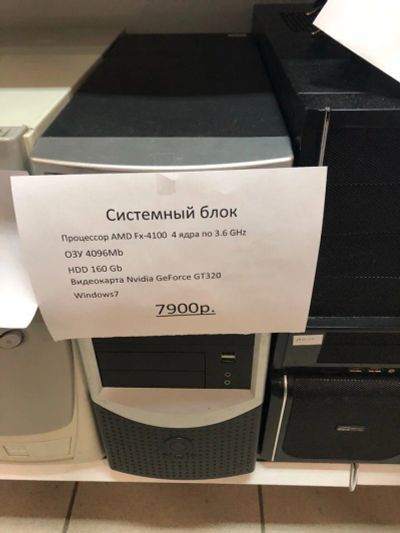 Системный блок
Процессор AMD Fx-4100 4 ядра по 3.6 GHz
ОЗУ 4096Mb
HDD 160 Gb
Видеокарта Nvidia GeForce GT320
Windows7
7900р.